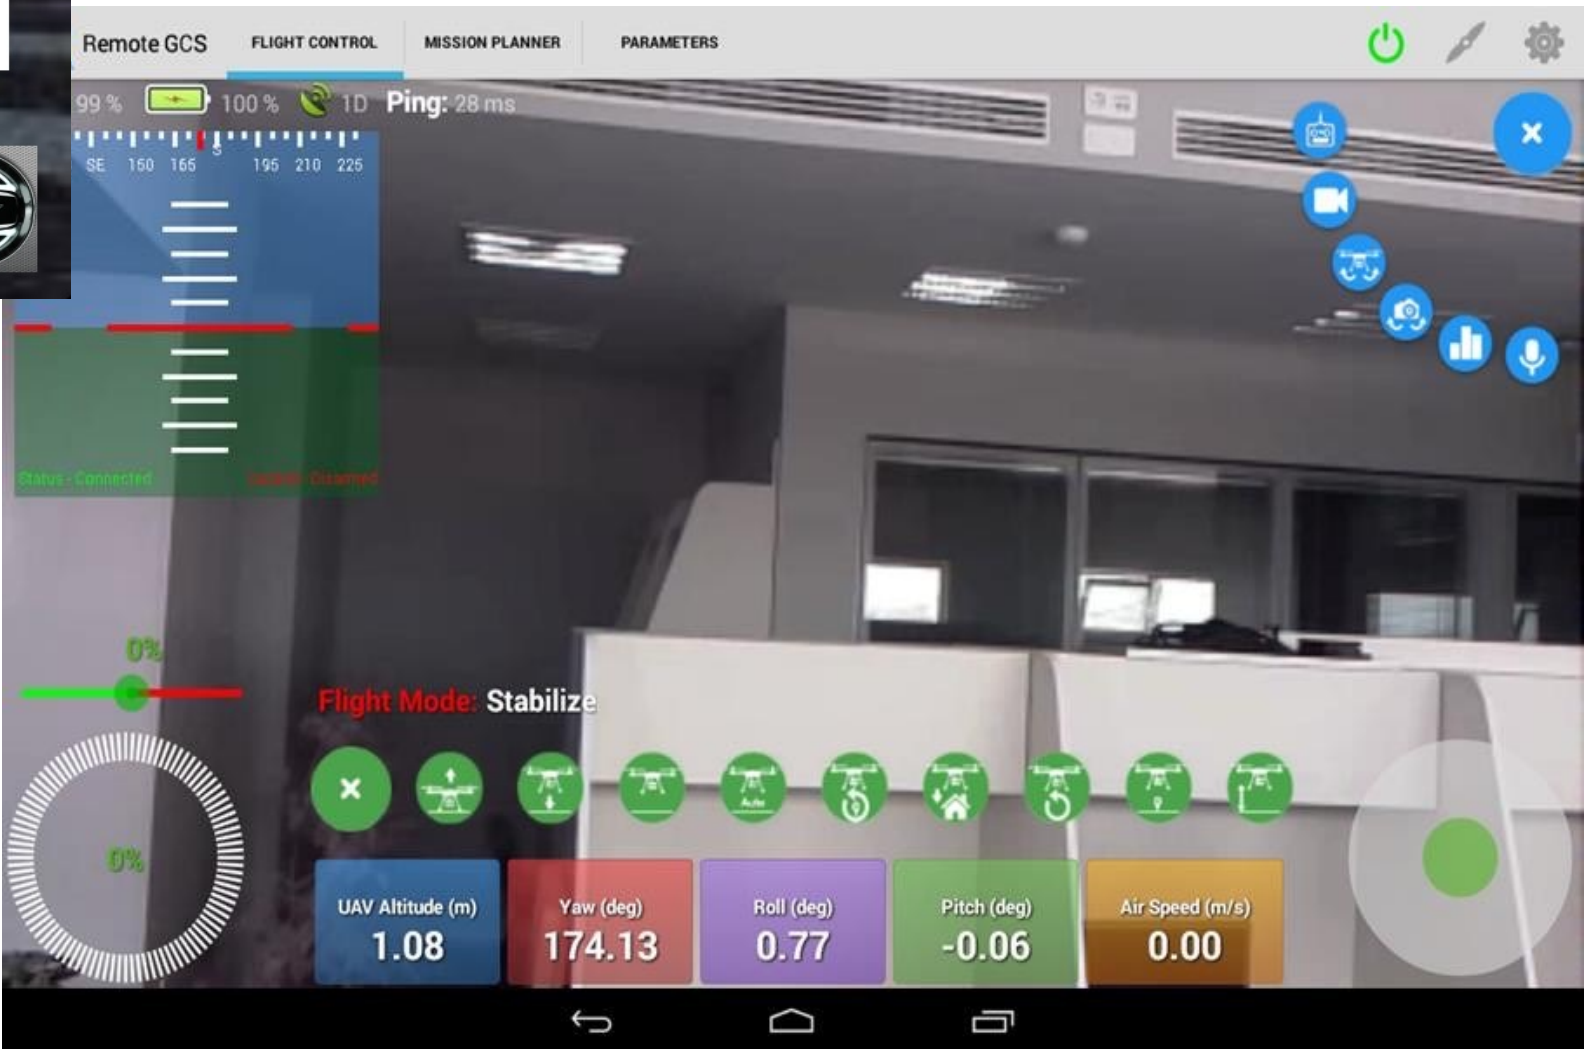 Remote GCS FLIGHT CONTROL MISSION PLANNER PARAMETERS
99 % 100 % 1D Ping: 28 ms
S
SE 150 165 195 210 225
Status - Connected Disarmed
0%
Flight Mode: Stabilize
Auto
0%
UAV Altitude (m) Yaw (deg) Roll (deg) Pitch (deg) Air Speed (m/s)
1.08 174.13 0.77 -0.06 0.00